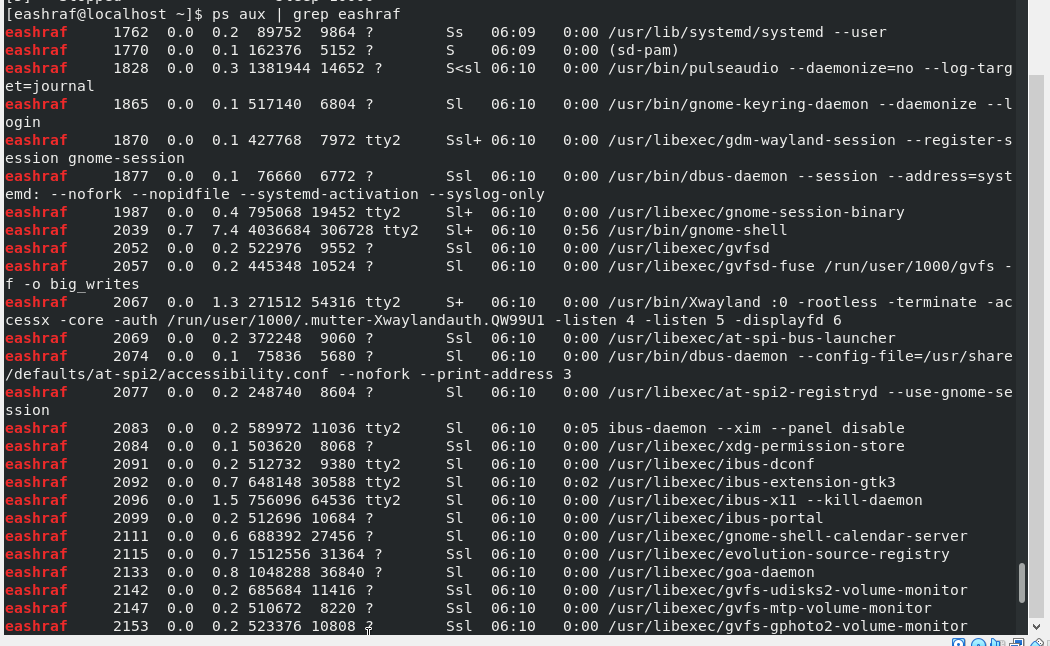 [eashraf@localhost ~]$ ps aux | grep eashraf
eashraf     1762  0.0  0.2  89752  9864 ?        Ss   06:09   0:00 /usr/lib/systemd/systemd --user
eashraf     1770  0.0  0.1 162376  5152 ?        S    06:09   0:00 (sd-pam)
eashraf     1828  0.0  0.3 1381944 14652 ?       S<sl 06:10   0:00 /usr/bin/pulseaudio --daemonize=no --log-targ
et=journal
eashraf     1865  0.0  0.1 517140  6804 ?        Sl   06:10   0:00 /usr/bin/gnome-keyring-daemon --daemonize --l
ogin
eashraf     1870  0.0  0.1 427768  7972 tty2     Ssl+ 06:10   0:00 /usr/libexec/gdm-wayland-session --register-s
ession gnome-session
eashraf     1877  0.0  0.1  76660  6772 ?        Ssl  06:10   0:00 /usr/bin/dbus-daemon --session --address=syst
emd: --nofork --nopidfile --systemd-activation --syslog-only
eashraf     1987  0.0  0.4 795068 19452 tty2     Sl+  06:10   0:00 /usr/libexec/gnome-session-binary
eashraf     2039  0.7  7.4 4036684 306728 tty2   Sl+  06:10   0:56 /usr/bin/gnome-shell
eashraf     2052  0.0  0.2 522976  9552 ?        Ssl  06:10   0:00 /usr/libexec/gvfsd
eashraf     2057  0.0  0.2 445348 10524 ?        Sl   06:10   0:00 /usr/libexec/gvfsd-fuse /run/user/1000/gvfs -
f -o big_writes
eashraf     2067  0.0  1.3 271512 54316 tty2     S+   06:10   0:00 /usr/bin/Xwayland :0 -rootless -terminate -ac
cessx -core -auth /run/user/1000/.mutter-Xwaylandauth.QW99U1 -listen 4 -listen 5 -displayfd 6
eashraf     2069  0.0  0.2 372248  9060 ?        Ssl  06:10   0:00 /usr/libexec/at-spi-bus-launcher
eashraf     2074  0.0  0.1  75836  5680 ?        Sl   06:10   0:00 /usr/bin/dbus-daemon --config-file=/usr/share
/defaults/at-spi2/accessibility.conf --nofork --print-address 3
eashraf     2077  0.0  0.2 248740  8604 ?        Sl   06:10   0:00 /usr/libexec/at-spi2-registryd --use-gnome-se
ssion
eashraf     2083  0.0  0.2 589972 11036 tty2     Sl   06:10   0:05 ibus-daemon --xim --panel disable
eashraf     2084  0.0  0.1 503620  8068 ?        Ssl  06:10   0:00 /usr/libexec/xdg-permission-store
eashraf     2091  0.0  0.2 512732  9380 tty2     Sl   06:10   0:00 /usr/libexec/ibus-dconf
eashraf     2092  0.0  0.7 648148 30588 tty2     Sl   06:10   0:02 /usr/libexec/ibus-extension-gtk3
eashraf     2096  0.0  1.5 756096 64536 tty2     Sl   06:10   0:00 /usr/libexec/ibus-x11 --kill-daemon
eashraf     2099  0.0  0.2 512696 10684 ?        Sl   06:10   0:00 /usr/libexec/ibus-portal
eashraf     2111  0.0  0.6 688392 27456 ?        Sl   06:10   0:00 /usr/libexec/gnome-shell-calendar-server
eashraf     2115  0.0  0.7 1512556 31364 ?       Ssl  06:10   0:00 /usr/libexec/evolution-source-registry
eashraf     2133  0.0  0.8 1048288 36840 ?       Sl   06:10   0:00 /usr/libexec/goa-daemon
eashraf     2142  0.0  0.2 685684 11416 ?        Ssl  06:10   0:00 /usr/libexec/gvfs-udisks2-volume-monitor
eashraf     2147  0.0  0.2 510672  8220 ?        Ssl  06:10   0:00 /usr/libexec/gvfs-mtp-volume-monitor
eashraf     2153  0.0  0.2 523376 10808 ?        Ssl  06:10   0:00 /usr/libexec/gvfs-gphoto2-volume-monitor